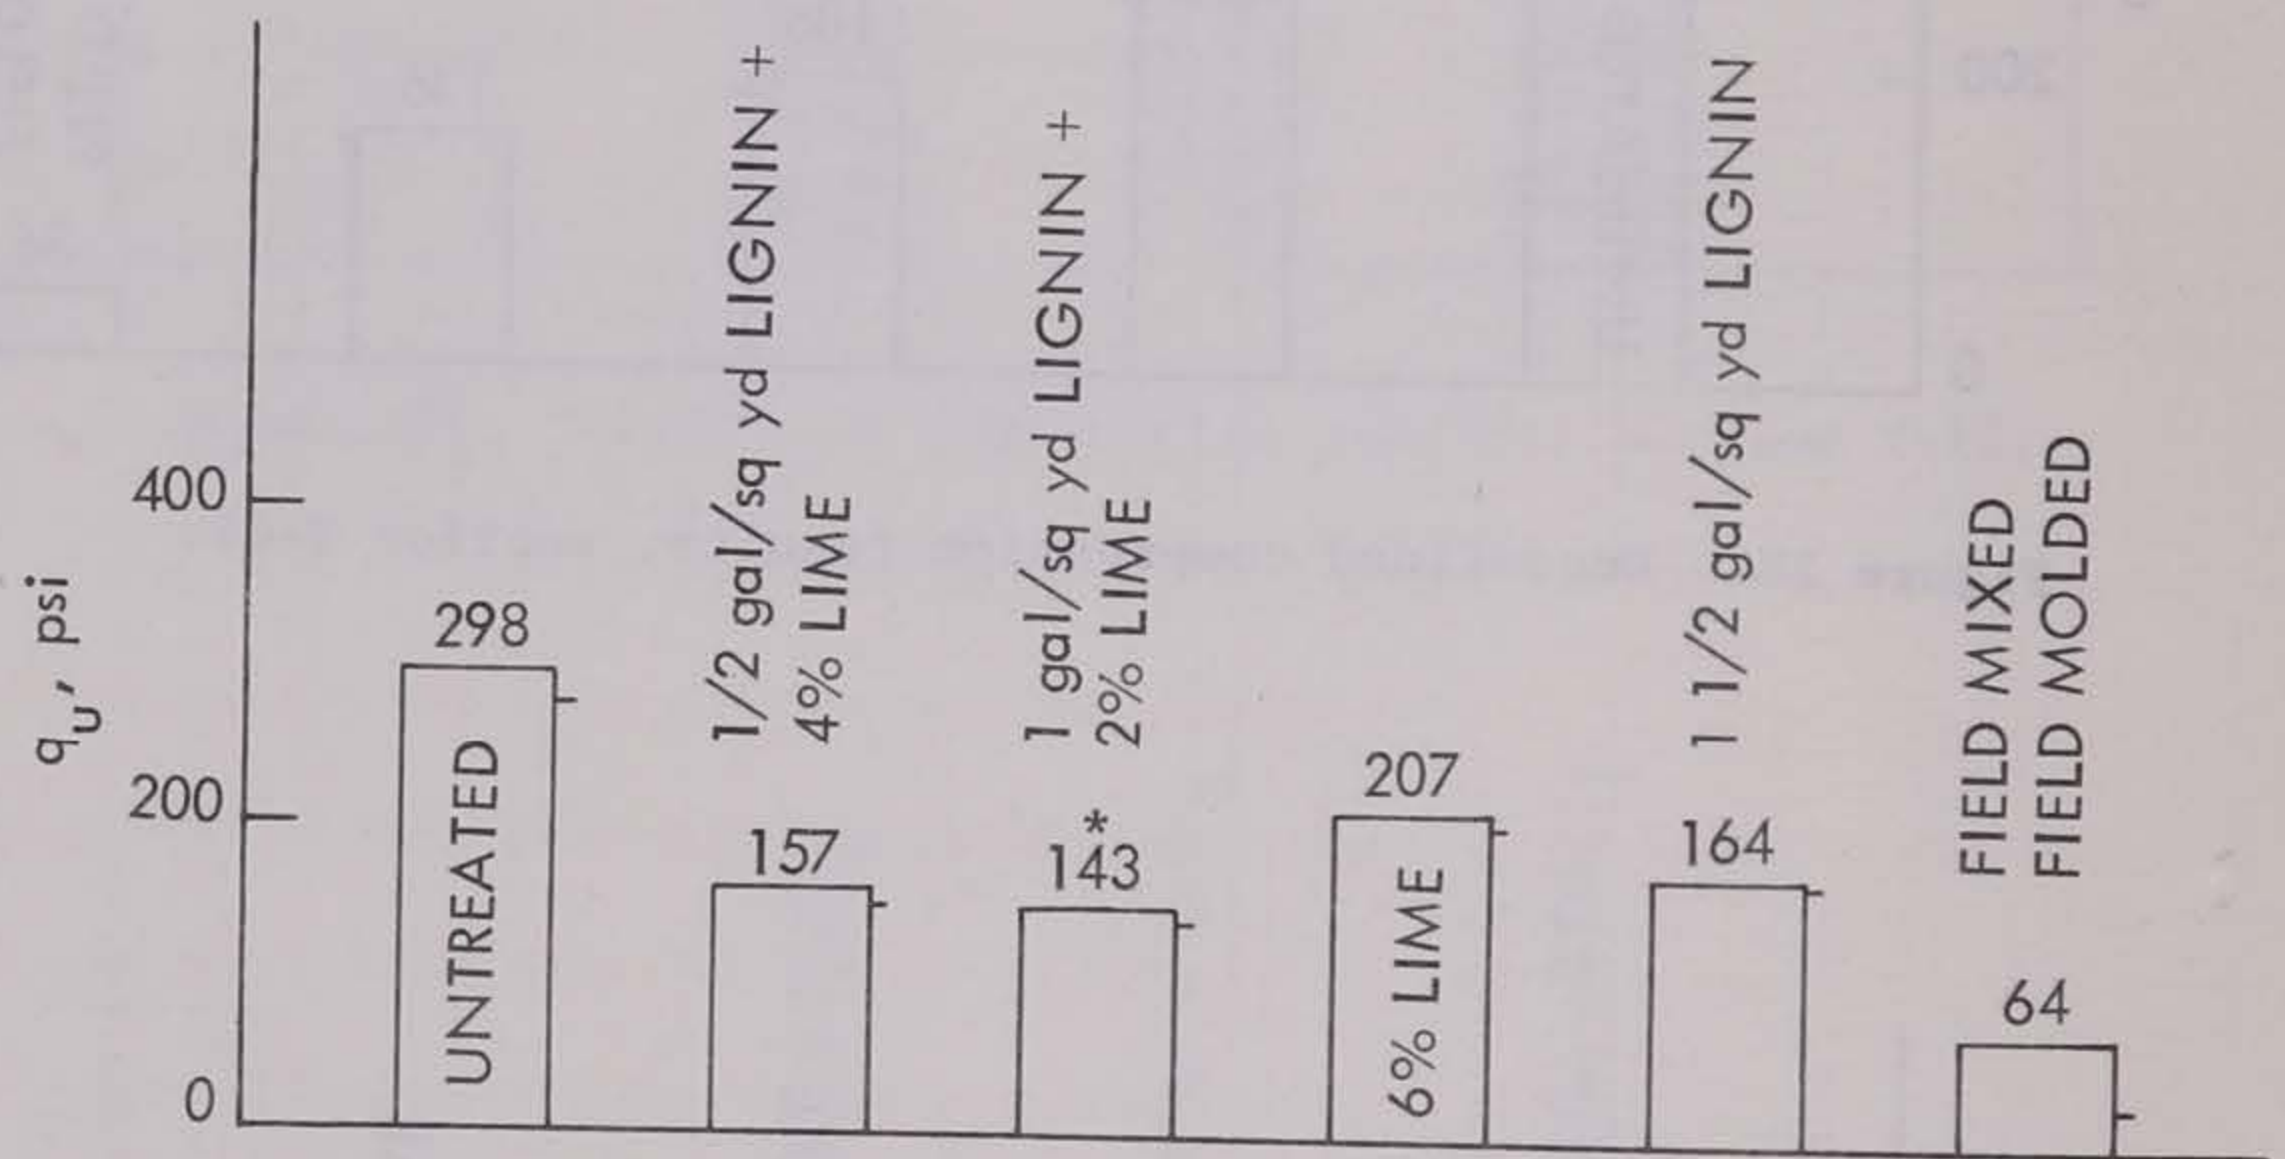 q_u, psi
400
200
0
298
UNTREATED
1/2 gal/sq yd LIGNIN +
4% LIME
157
1 gal/sq yd LIGNIN +
2% LIME
*
143
207
6% LIME
1 1/2 gal/sq yd LIGNIN
164
FIELD MIXED
FIELD MOLDED
64